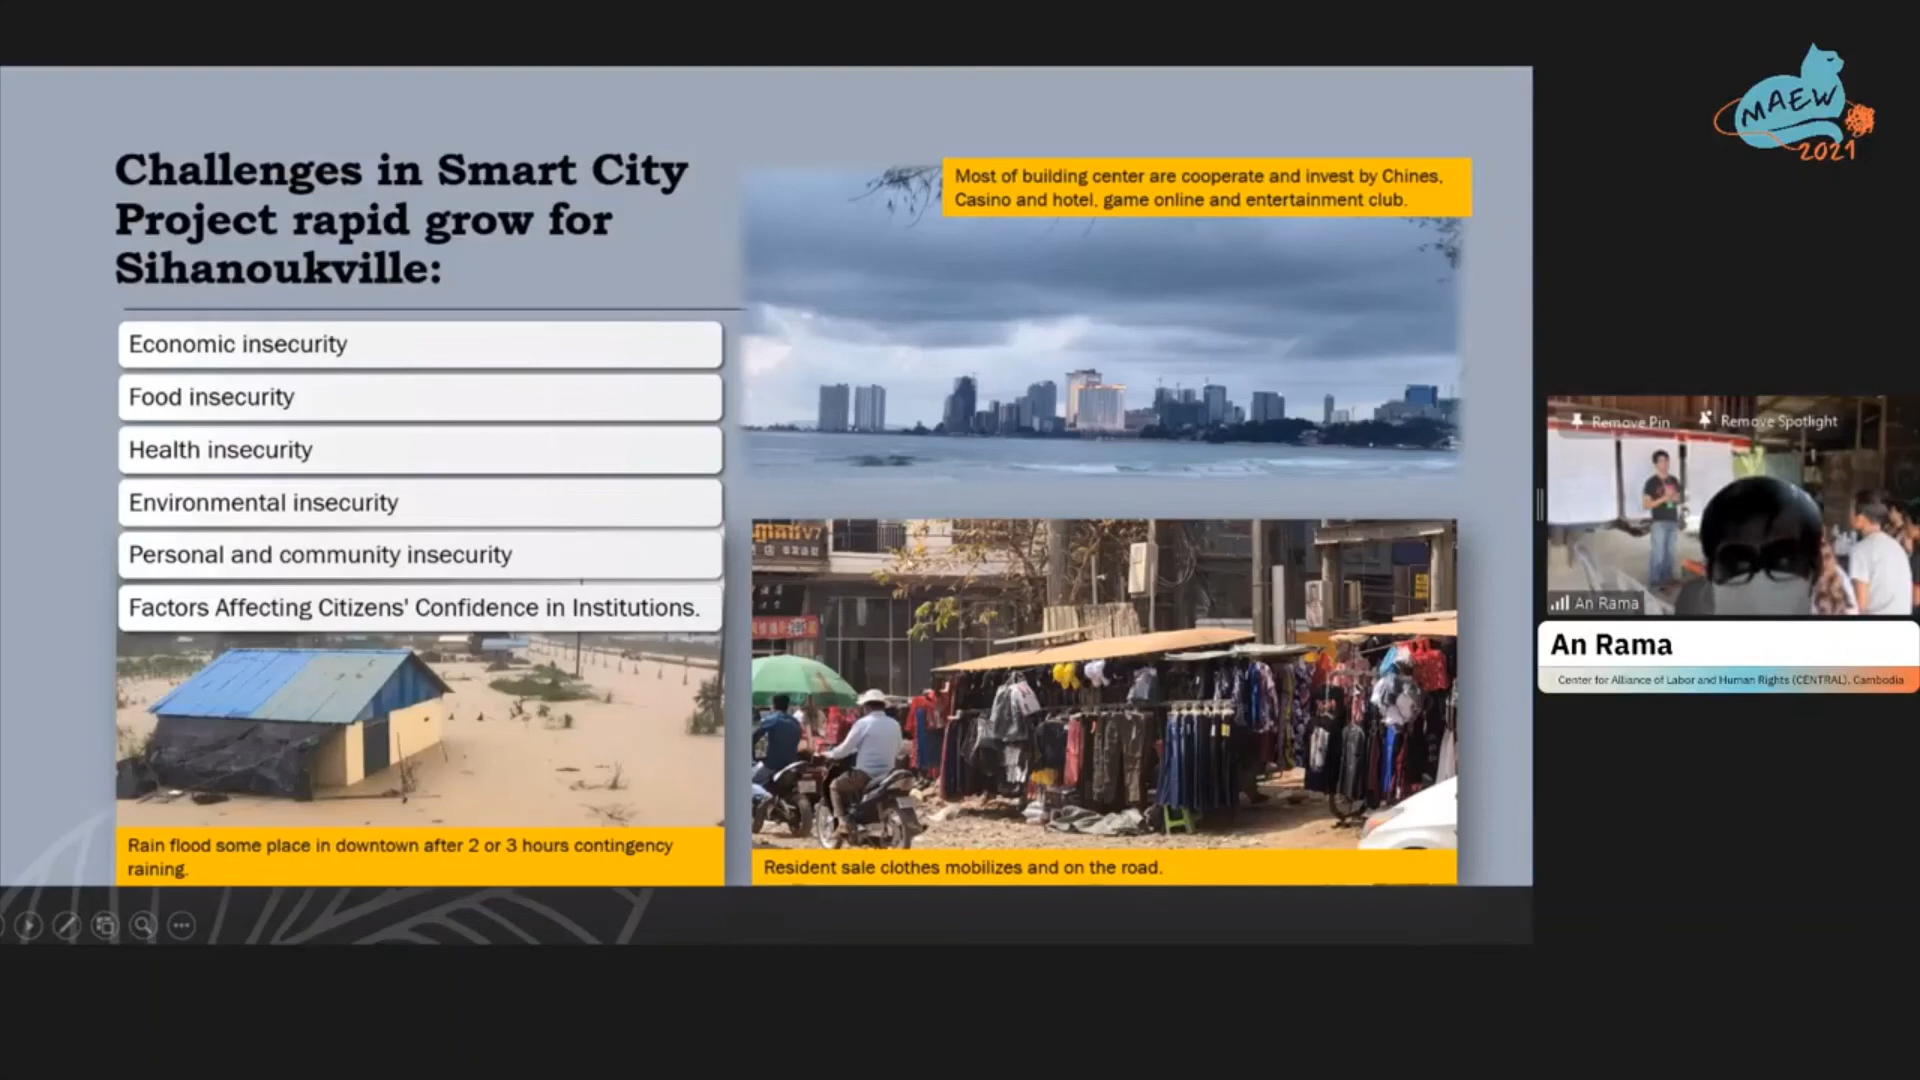 MAEW
2021
Challenges in Smart City
Project rapid grow for
Sihanoukville:
Most of building center are cooperate and invest by Chines,
Casino and hotel, game online and entertainment club.
Economic insecurity
Food insecurity
Health insecurity
Environmental insecurity
Personal and community insecurity
Factors Affecting Citizens' Confidence in Institutions.
Rain flood some place in downtown after 2 or 3 hours contingency
raining.
Resident sale clothes mobilizes and on the road.
Remove Pin
Remove Spotlight
An Rama
An Rama
Center for Alliance of Labor and Human Rights (CENTRAL), Cambodia